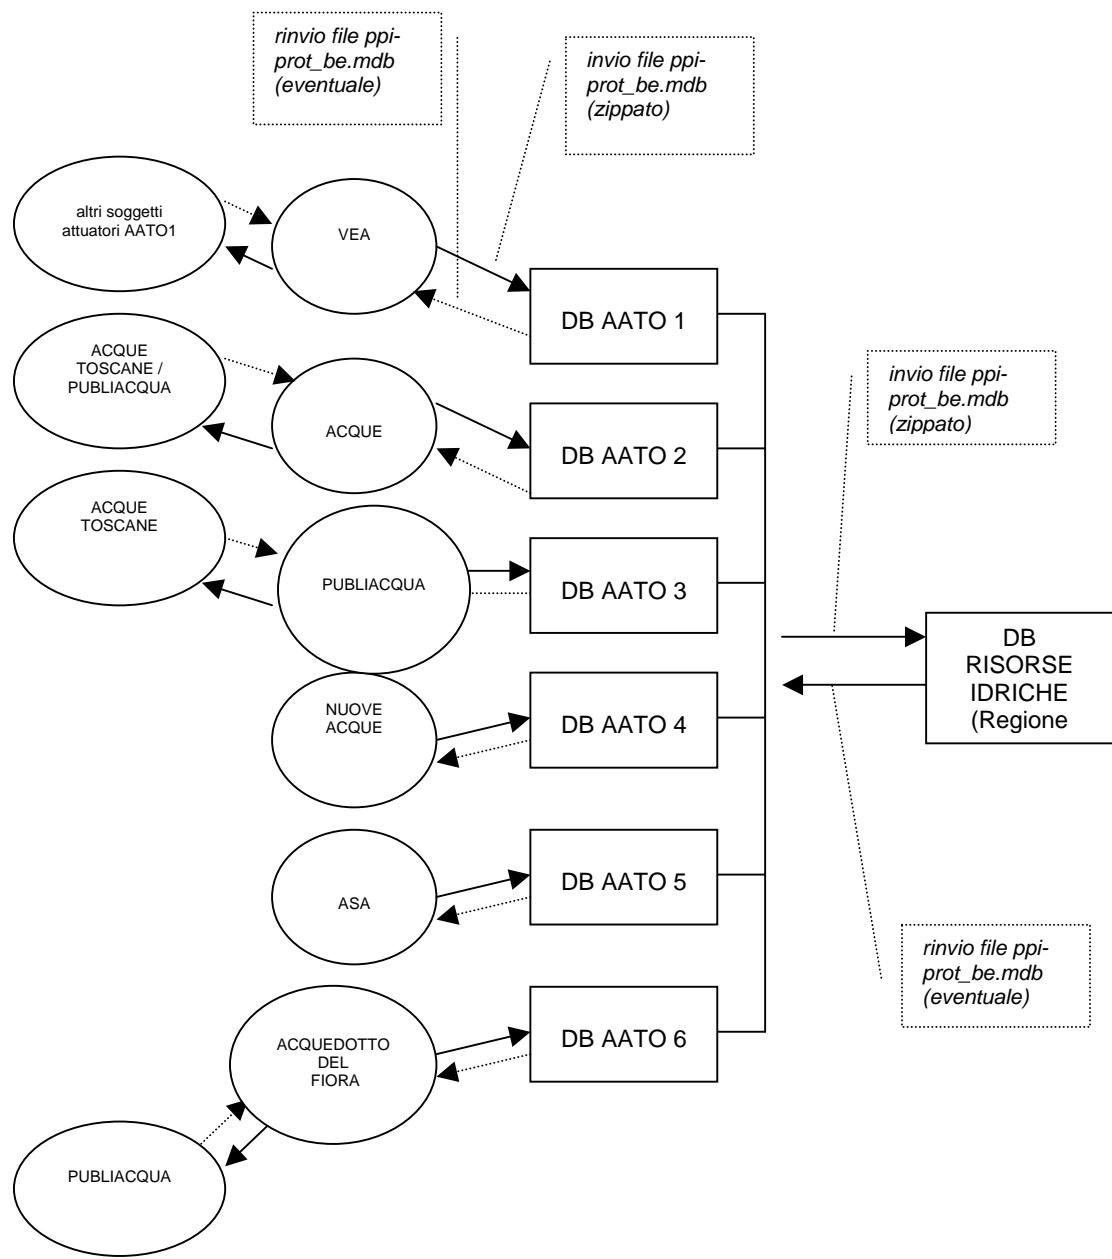 rinvio file ppi-
prot_be.mdb
(eventuale)
invio file ppi-
prot_be.mdb
(zippato)
altri soggetti
attuatori AATO1
VEA
DB AATO 1
ACQUE
TOSCANE /
PUBLIACQUA
ACQUE
DB AATO 2
invio file ppi-
prot_be.mdb
(zippato)
ACQUE
TOSCANE
PUBLIACQUA
DB AATO 3
DB
RISORSE
IDRICHE
(Regione
NUOVE
ACQUE
DB AATO 4
ASA
DB AATO 5
rinvio file ppi-
prot_be.mdb
(eventuale)
ACQUEDOTTO
DEL
FIORA
DB AATO 6
PUBLIACQUA